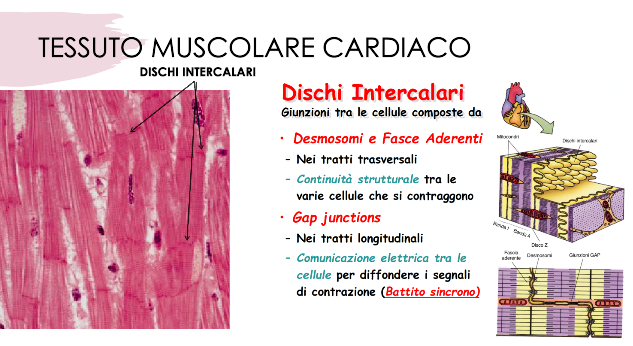 TESSUTO MUSCOLARE CARDIACO
DISCHI INTERCALARI
Dischi Intercalari
Giunzioni tra le cellule composte da
• Desmosomi e Fasce Aderenti
- Nei tratti trasversali
- Continuità strutturale tra le
varie cellule che si contraggono
• Gap junctions
- Nei tratti longitudinali
- Comunicazione elettrica tra le
cellule per diffondere i segnali
di contrazione (Battito sincrono)
Mitocondri
Dischi intercalari
Banda I
Banda A
Disco Z
Fascia
aderente
Desmosomi
Giunzioni GAP